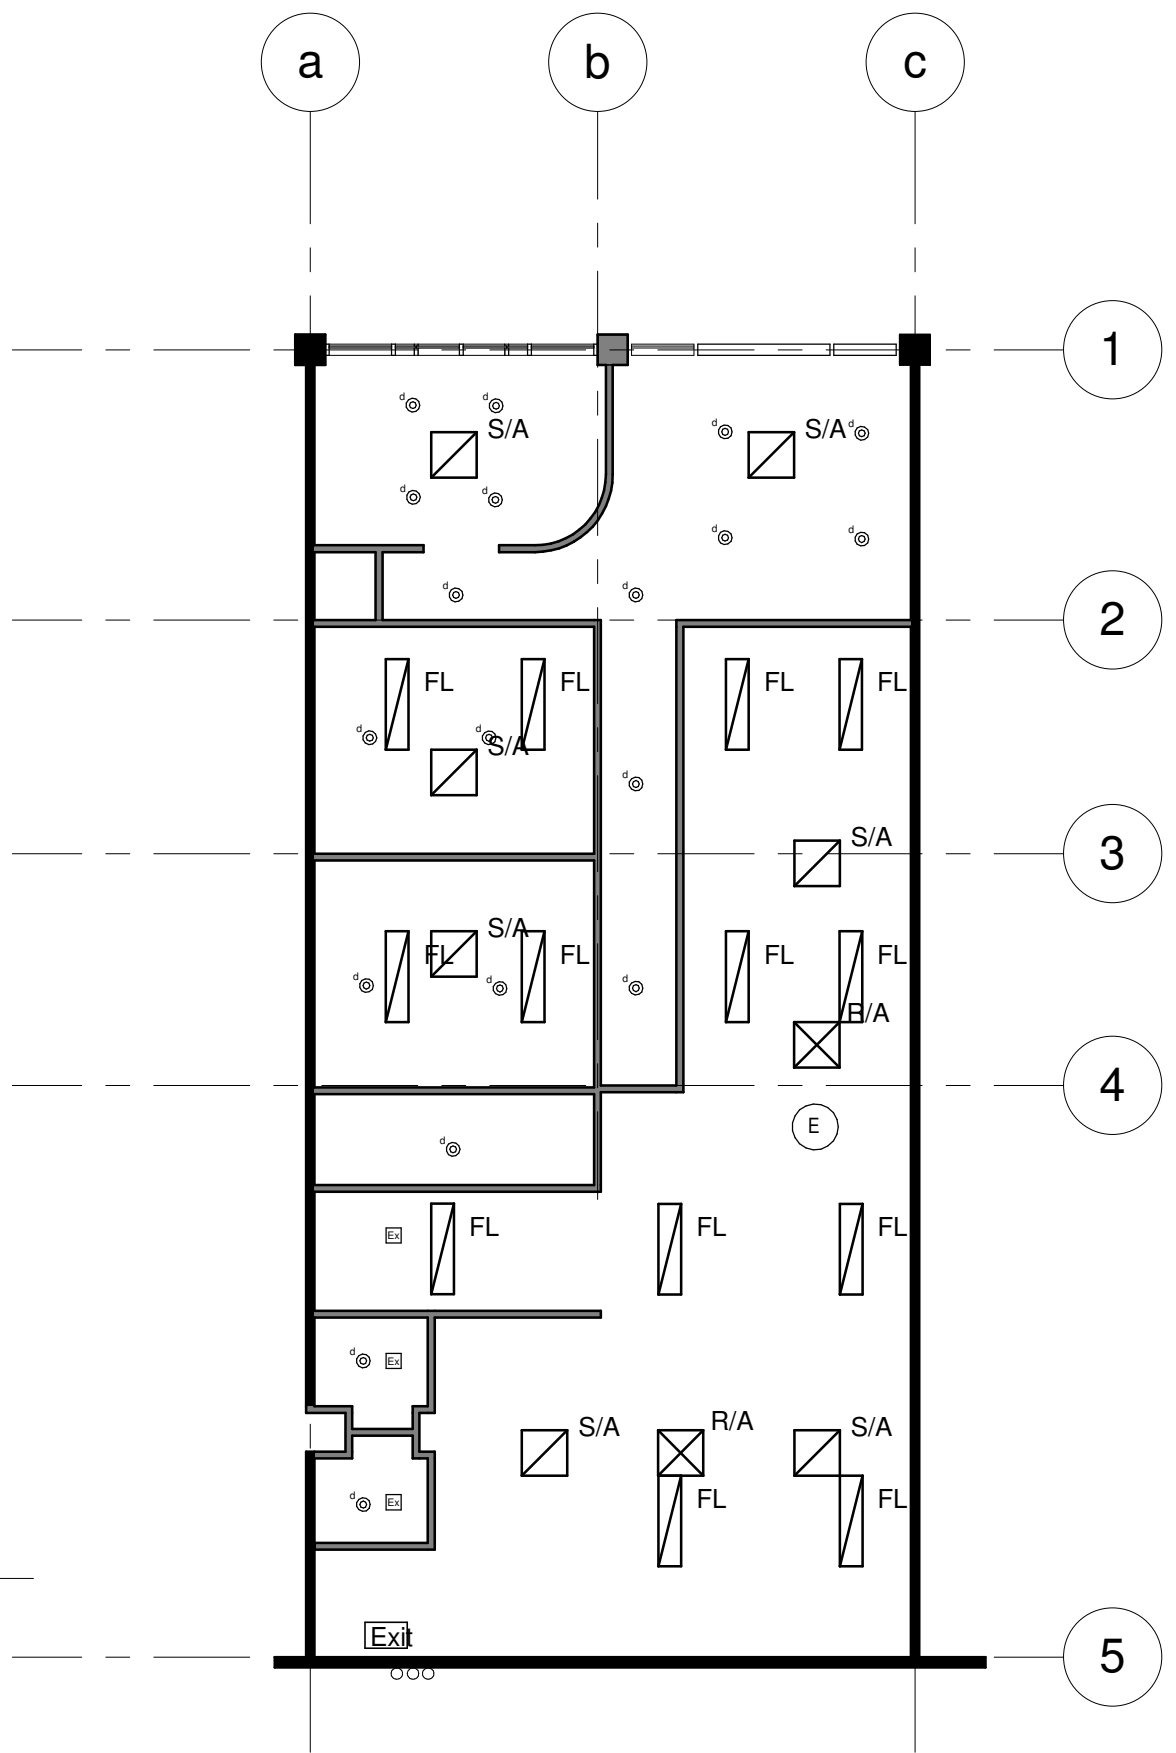 a b c
1
d d
S/A S/A d
d
d d
d d
d d
2
FL FL FL FL
d d
S/A
d
3
S/A
S/A
FL FL FL FL
d d d
R/A
4
E
d
FL FL FL
Ex
d Ex
S/A R/A S/A
d Ex
FL FL
Exit
5